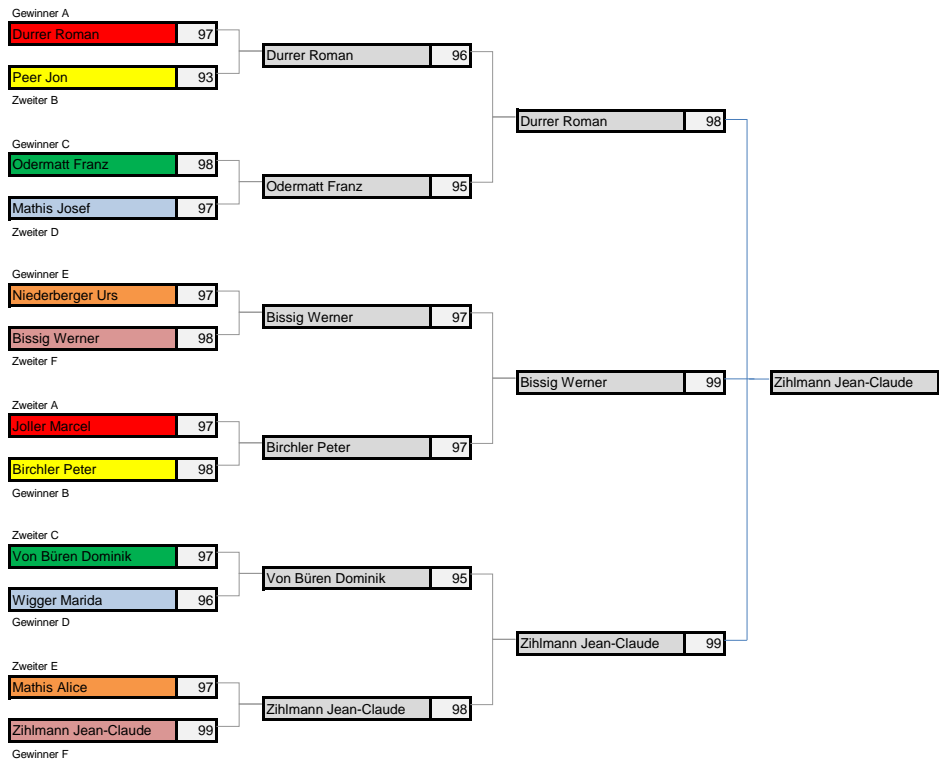 Gewinner A
Durrer Roman 97
Peer Jon 93
Zweiter B
Gewinner C
Odermatt Franz 98
Mathis Josef 97
Zweiter D
Gewinner E
Niederberger Urs 97
Bissig Werner 98
Zweiter F
Zweiter A
Joller Marcel 97
Birchler Peter 98
Gewinner B
Zweiter C
Von Büren Dominik 97
Wigger Marida 96
Gewinner D
Zweiter E
Mathis Alice 97
Zihlmann Jean-Claude 99
Gewinner F
Durrer Roman 96
Odermatt Franz 95
Bissig Werner 97
Birchler Peter 97
Von Büren Dominik 95
Zihlmann Jean-Claude 98
Durrer Roman 98
Bissig Werner 99
Zihlmann Jean-Claude 99
Zihlmann Jean-Claude